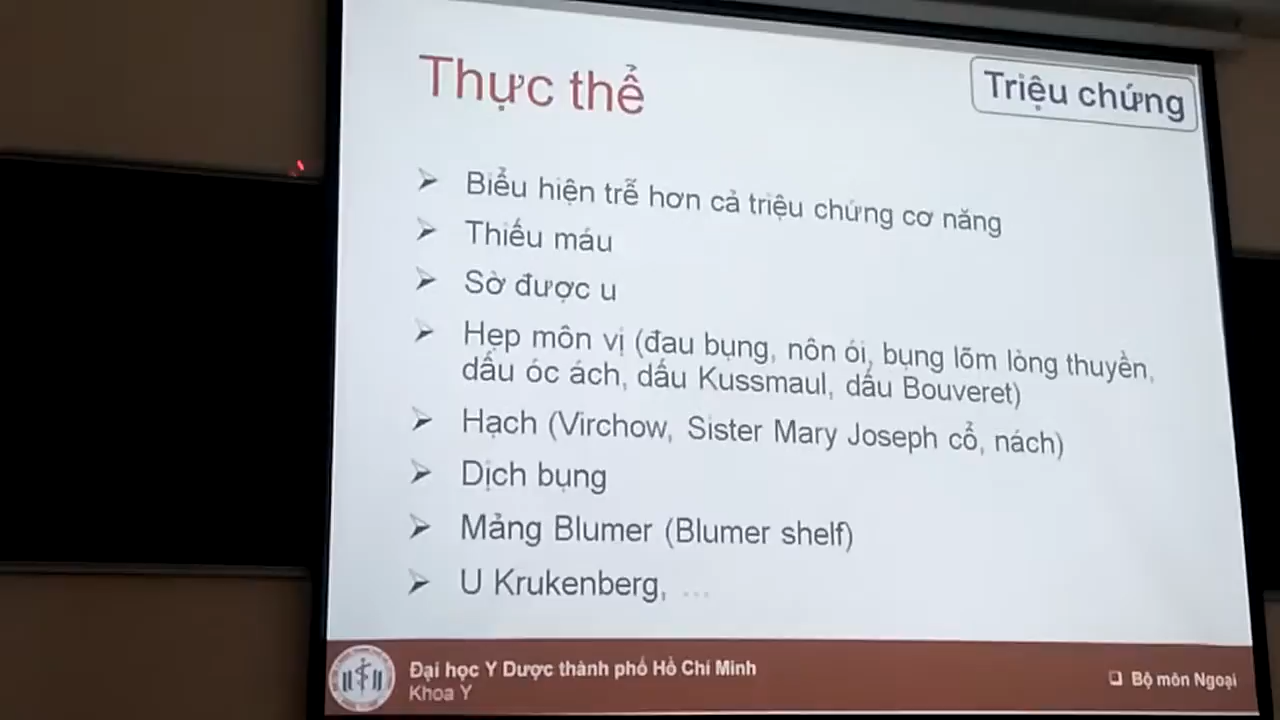 Thực thể
Triệu chứng
Biểu hiện trễ hơn cả triệu chứng cơ năng
Thiếu máu
Sờ được u
Hẹp môn vị (đau bụng, nôn ói, bụng lõm lòng thuyền,
dấu óc ách, dấu Kussmaul, dấu Bouveret)
Hạch (Virchow, Sister Mary Joseph cổ, nách)
Dịch bụng
Mảng Blumer (Blumer shelf)
U Krukenberg, ...
Đại học Y Dược thành phố Hồ Chí Minh
Khoa Y
Bộ môn Ngoại